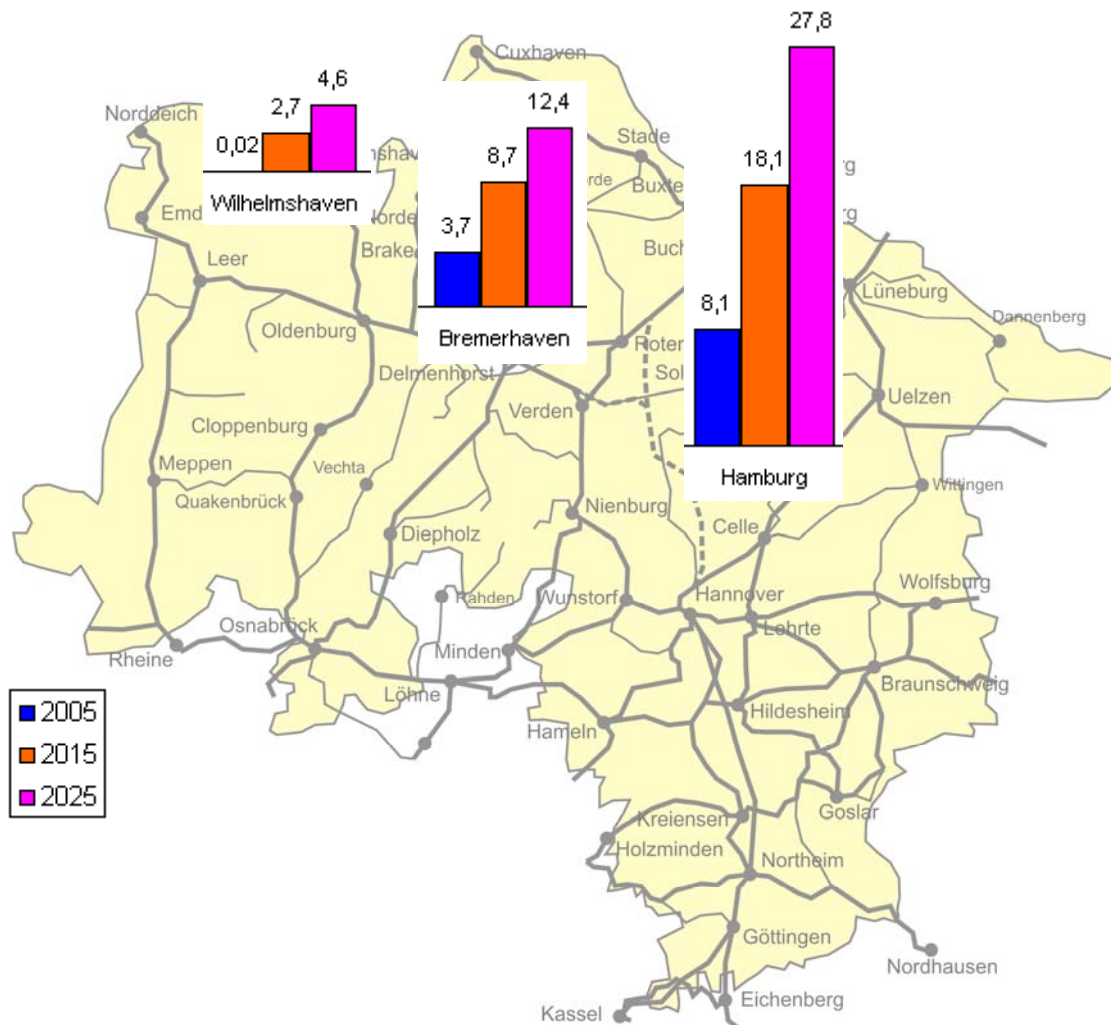 27,8
Cuxhaven
4,6
12,4
Norddeich
2,7
Stade
0,02
8,7
18,1
Wilhelmshaven
Emd
3,7
Brake
Buch
Leer
8,1
Lüneburg
Dannenberg
Oldenburg
Bremerhaven
Roten
Delmenhorst
Sol
Verden
Uelzen
Cloppenburg
Meppen
Vechta
Hamburg
Wittingen
Quakenbrück
Nienburg
Diepholz
Celle
Rahden
Wunstorf
Hannover
Wolfsburg
Osnabrück
Lehrte
Rheine
Minden
Löhne
Braunschweig
2005
Hildesheim
Hameln
2015
2025
Goslar
Kreiensen
Holzminden
Northeim
Göttingen
Nordhausen
Eichenberg
Kassel